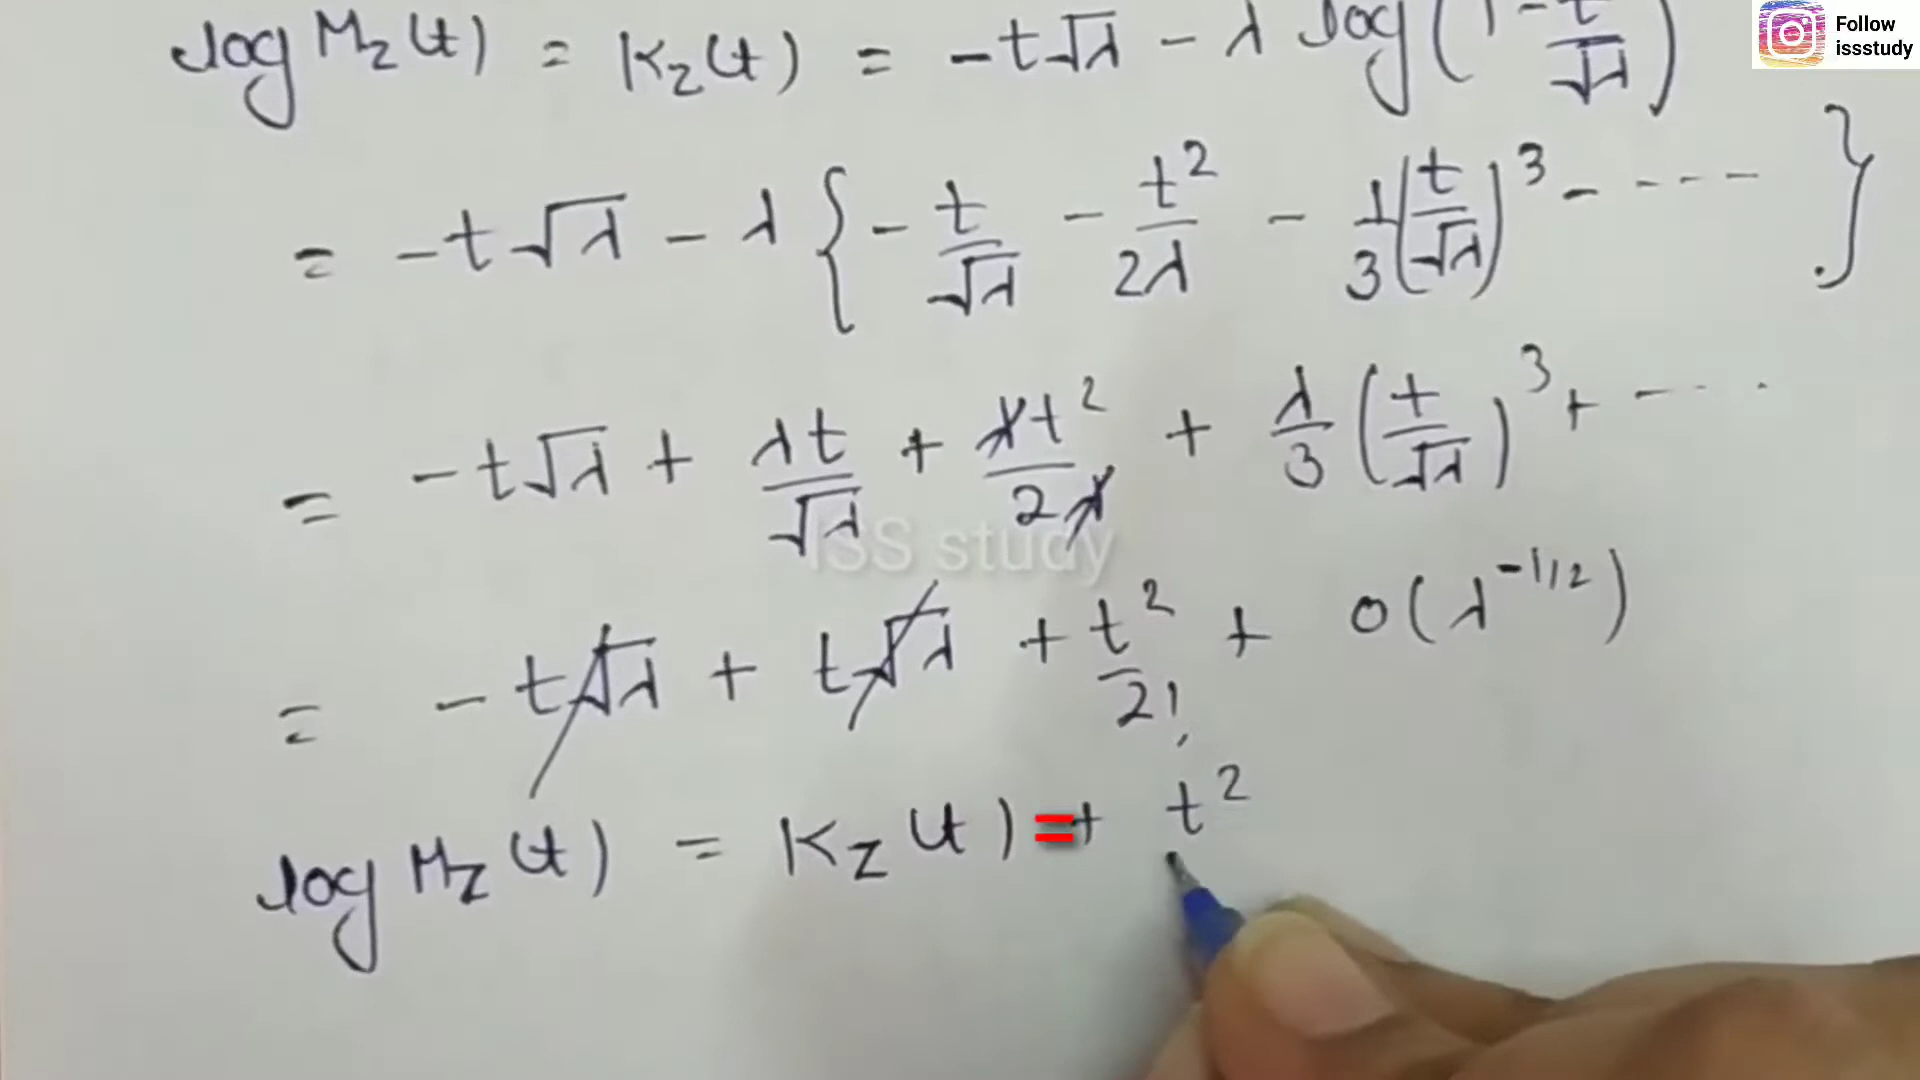 log M_Z(t) = K_Z(t) = -t√λ - λ log(1 - t/√λ)
Follow
issstudy
= -t√λ - λ { - t/√λ - t²/2λ - 1/3 (t/√λ)³ - ---- }
= -t√λ + λt/√λ + λt²/2λ + λ/3 (t/√λ)³ + ----
ISS study
= -t√λ + t√λ + t²/2! + O(λ^-1/2)
log M_Z(t) = K_Z(t) = + t²